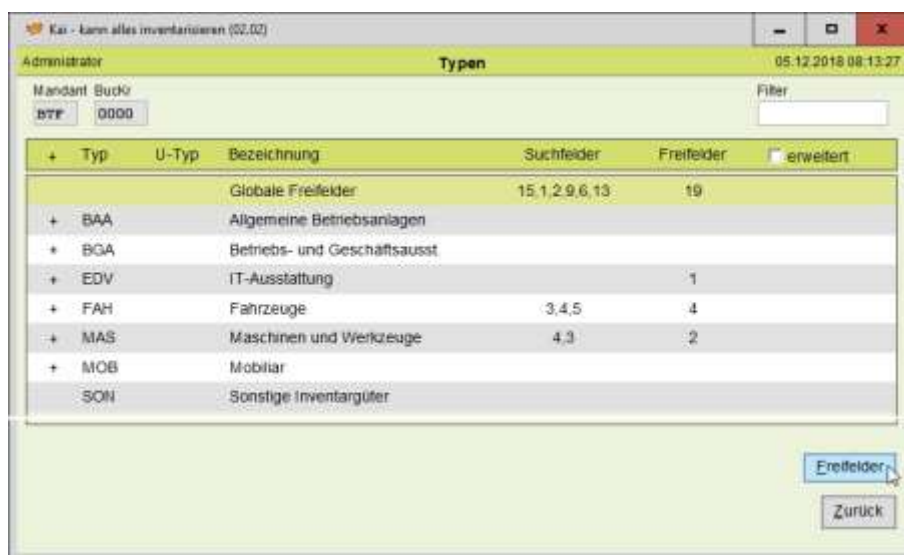 Kai - kann alles inventarisieren (02.02)
Administrator Typen 05.12.2018 08:13:27
Mandant BucKr Filter
BTF 0000
+ Typ U-Typ Bezeichnung Suchfelder Freifelder erweitert
Globale Freifelder 15,1,2,9,6,13 19
+ BAA Allgemeine Betriebsanlagen
+ BGA Betriebs- und Geschäftsausst
+ EDV IT-Ausstattung 1
+ FAH Fahrzeuge 3,4,5 4
+ MAS Maschinen und Werkzeuge 4,3 2
+ MOB Mobiliar
SON Sonstige Inventargüter
Freifelder
Zurück